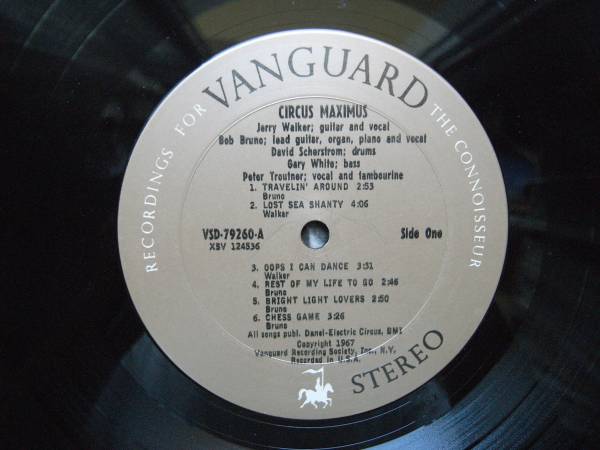 RECORDINGS FOR VANGUARD THE CONNOISSEUR
CIRCUS MAXIMUS
Jerry Walker; guitar and vocal
Bob Bruno; lead guitar, organ, piano and vocal
David Scherstrom; drums
Gary White; bass
Peter Troutner; vocal and tambourine
1. TRAVELIN' AROUND 2:53
Bruno
2. LOST SEA SHANTY 4:06
Walker
VSD-79260-A Side One
XSV 124536
3. OOPS I CAN DANCE 3:31
Walker
4. REST OF MY LIFE TO GO 2:46
Bruno
5. BRIGHT LIGHT LOVERS 2:50
Bruno
6. CHESS GAME 3:26
Bruno
All songs publ. Danel-Electric Circus, BMI
Copyright 1967
Vanguard Recording Society, Inc., N.Y.
Recorded in U.S.A.
STEREO